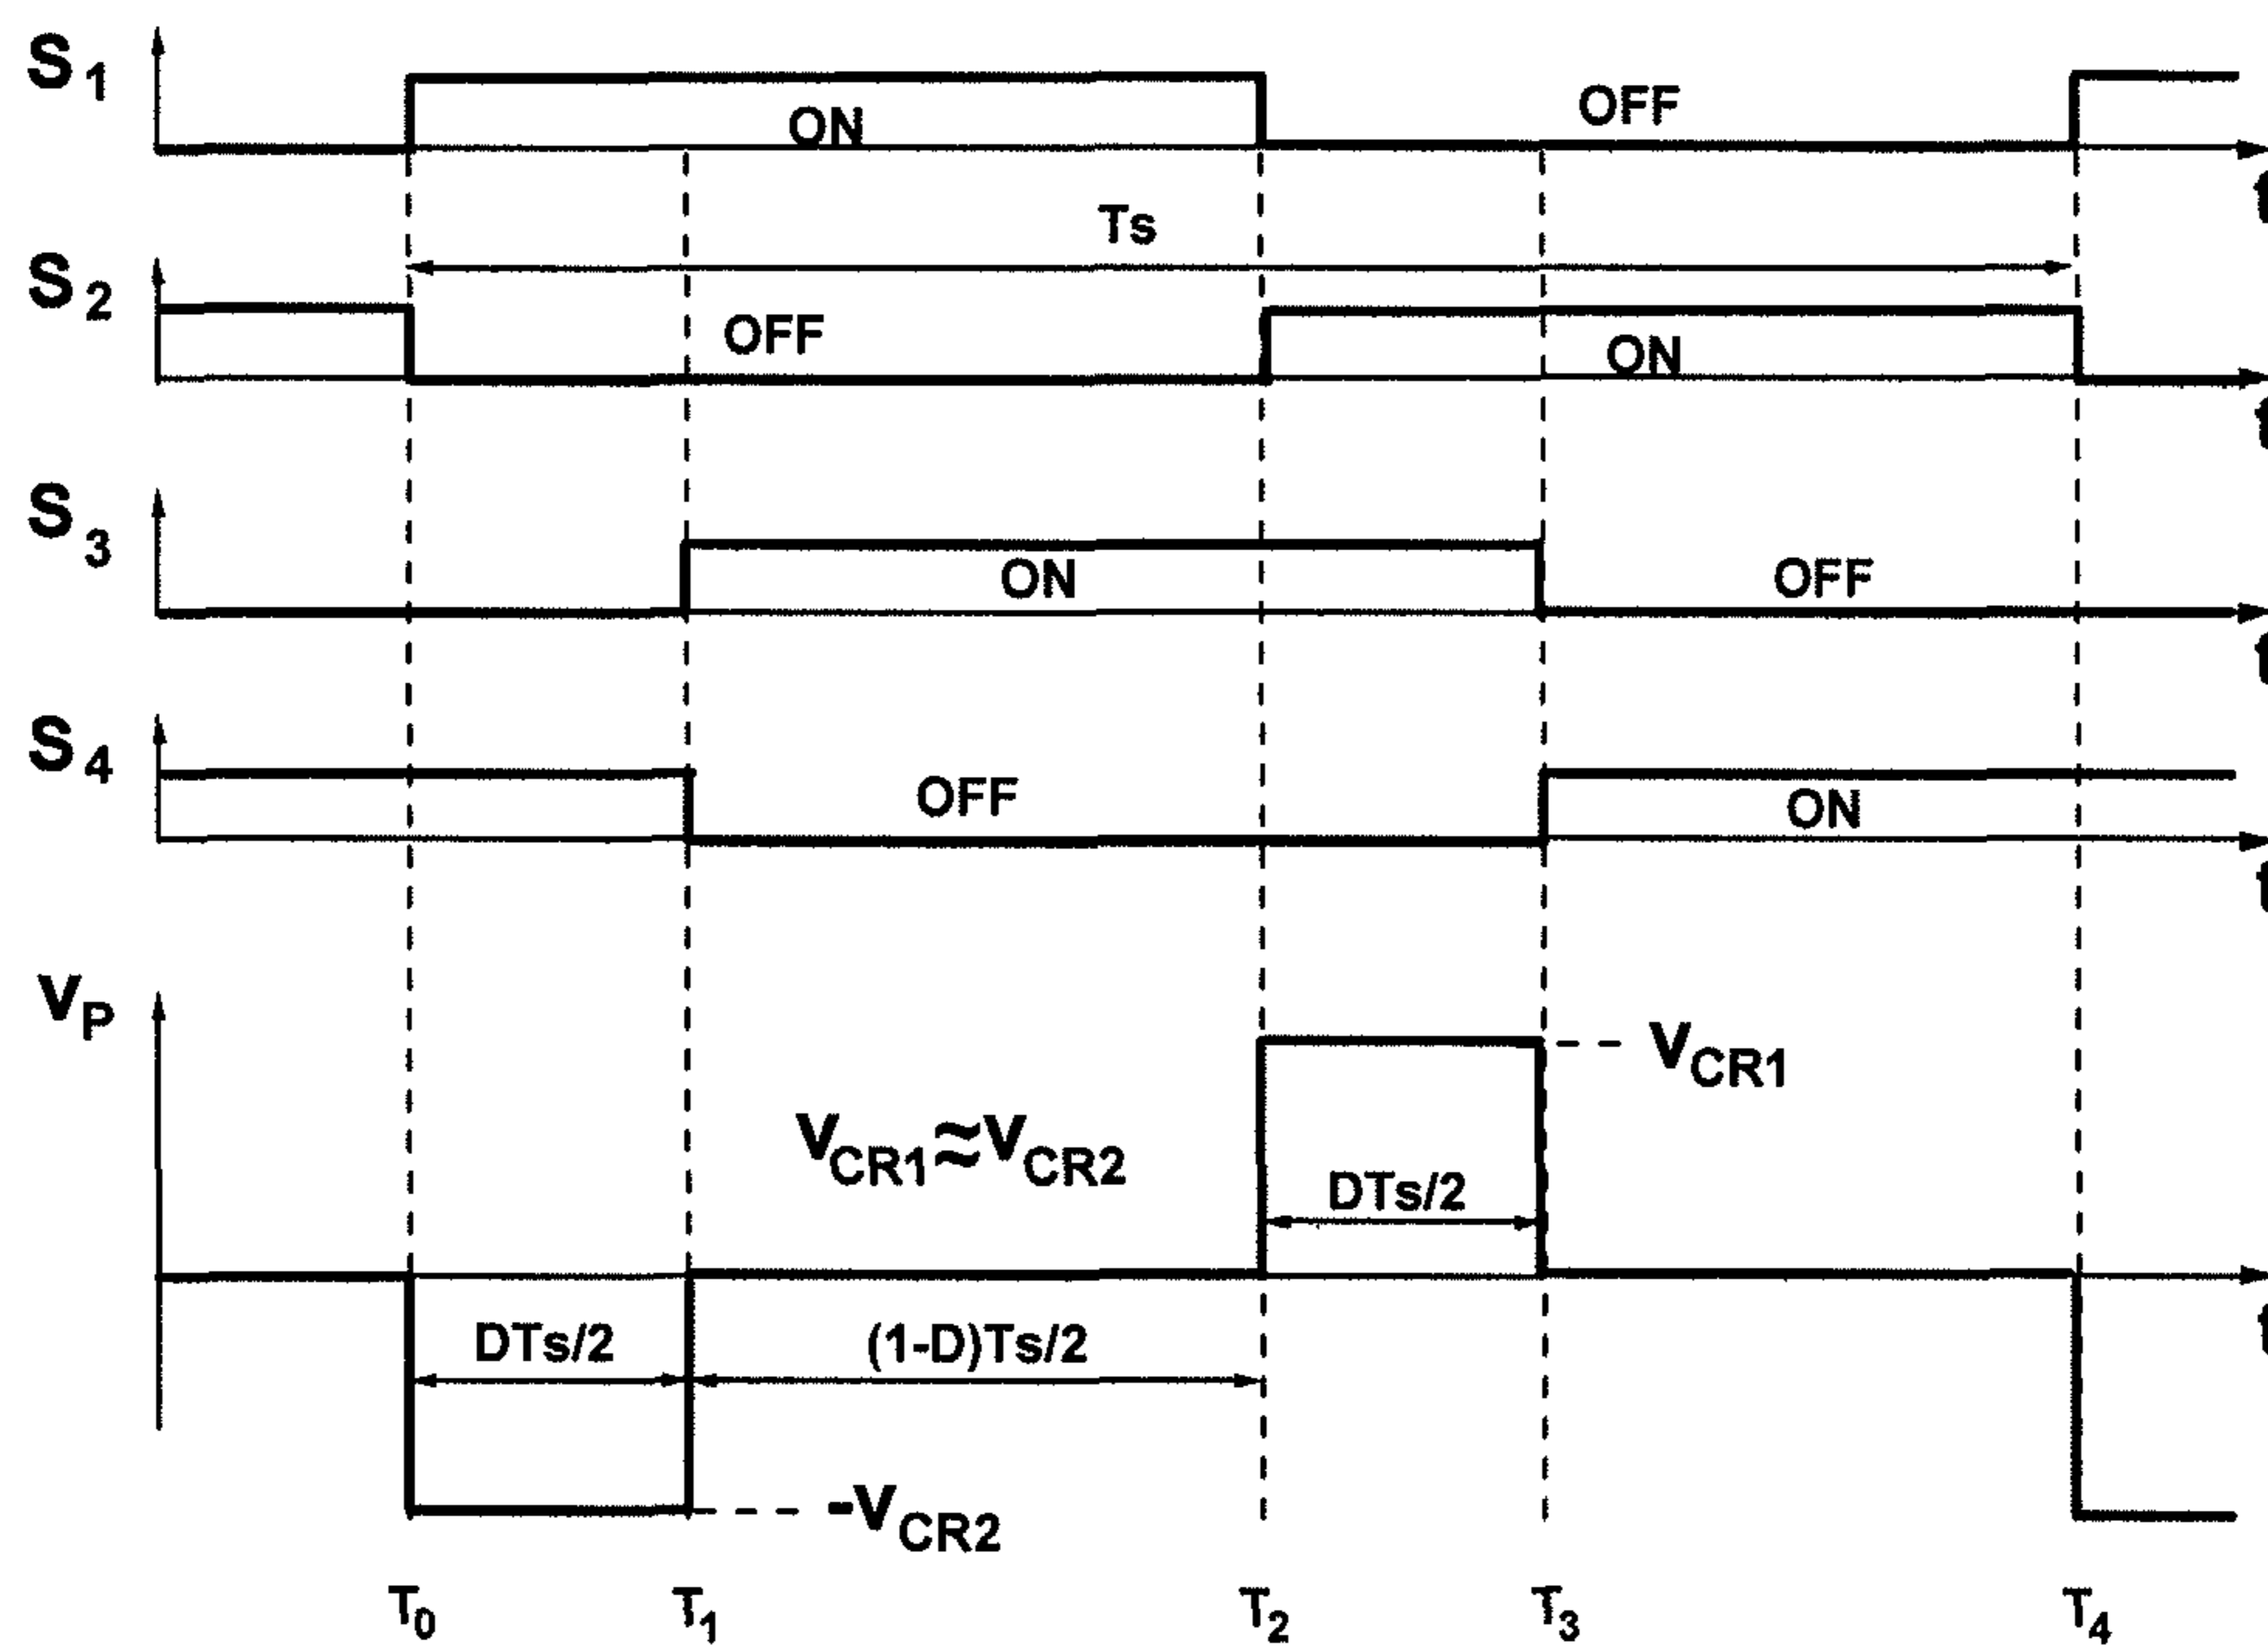 S1
ON
OFF
t
Ts
S2
OFF
ON
t
S3
ON
OFF
t
S4
OFF
ON
t
vP
VCR1
VCR1≈VCR2
DTs/2
DTs/2
(1-D)Ts/2
t
-VCR2
T0 T1 T2 T3 T4